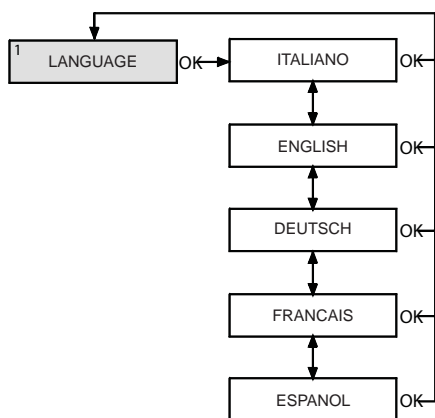 1
LANGUAGE OK ITALIANO OK
ENGLISH OK
DEUTSCH OK
FRANCAIS OK
ESPANOL OK